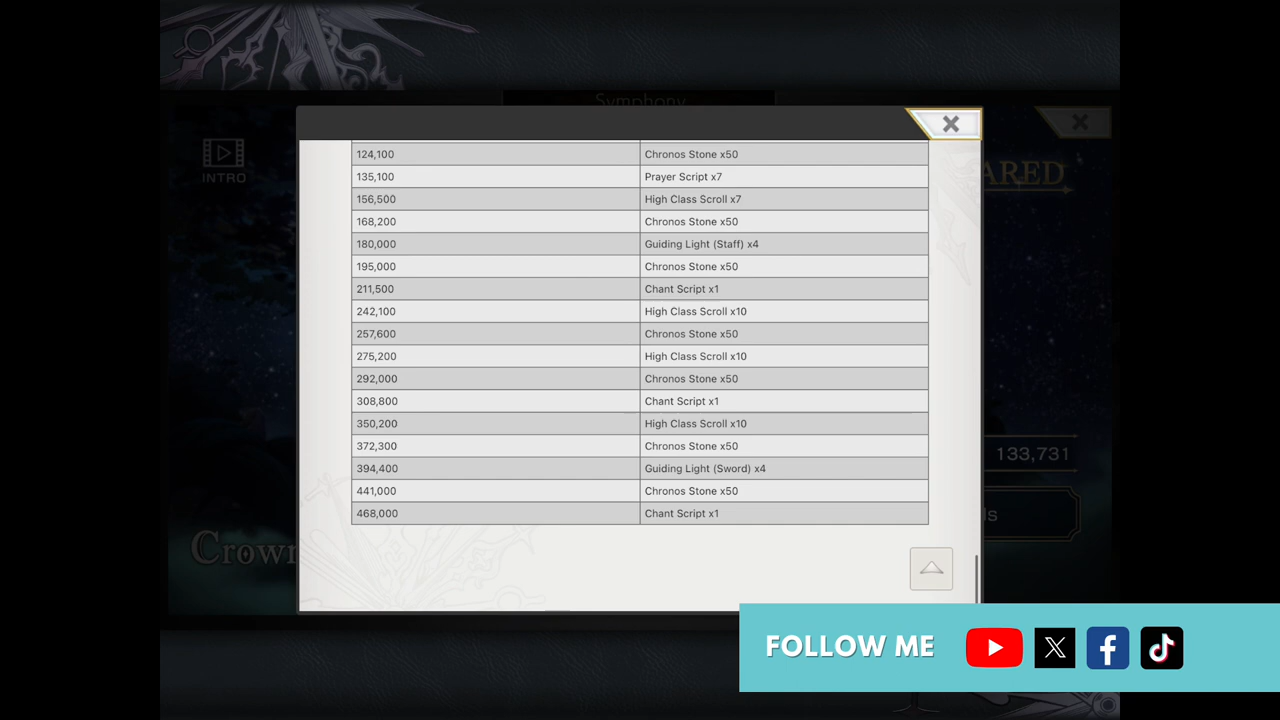 Symphony
INTRO
ARED
124,100 Chronos Stone x50
135,100 Prayer Script x7
156,500 High Class Scroll x7
168,200 Chronos Stone x50
180,000 Guiding Light (Staff) x4
195,000 Chronos Stone x50
211,500 Chant Script x1
242,100 High Class Scroll x10
257,600 Chronos Stone x50
275,200 High Class Scroll x10
292,000 Chronos Stone x50
308,800 Chant Script x1
350,200 High Class Scroll x10
372,300 Chronos Stone x50
394,400 Guiding Light (Sword) x4
441,000 Chronos Stone x50
468,000 Chant Script x1
133,731
ls
Crown
FOLLOW ME